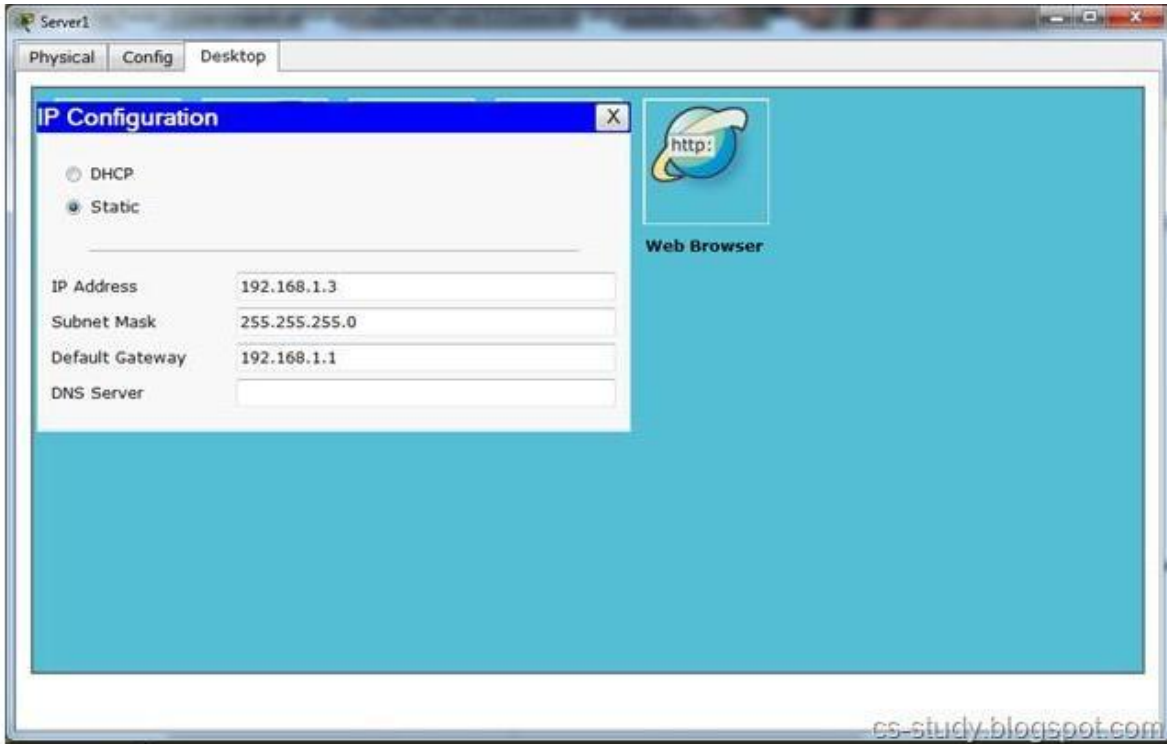 Server1
Physical Config Desktop
IP Configuration X
http:
DHCP
Static
Web Browser
IP Address 192.168.1.3
Subnet Mask 255.255.255.0
Default Gateway 192.168.1.1
DNS Server
cs-study.blogspot.com